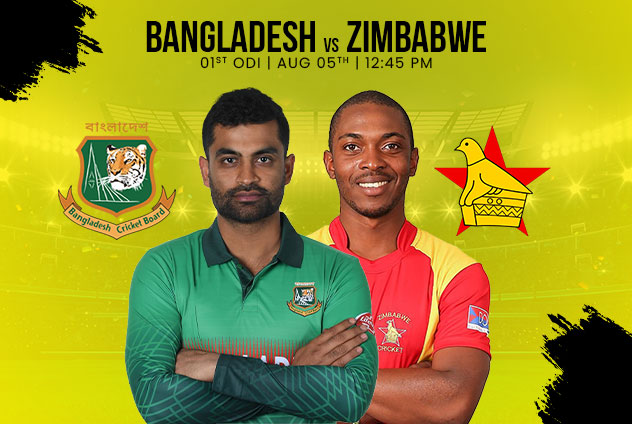 BANGLADESH VS ZIMBABWE
01ST ODI | AUG 05TH | 12:45 PM
বাংলাদেশ
Bangladesh Cricket Board
ZIMBABWE
CRICKET